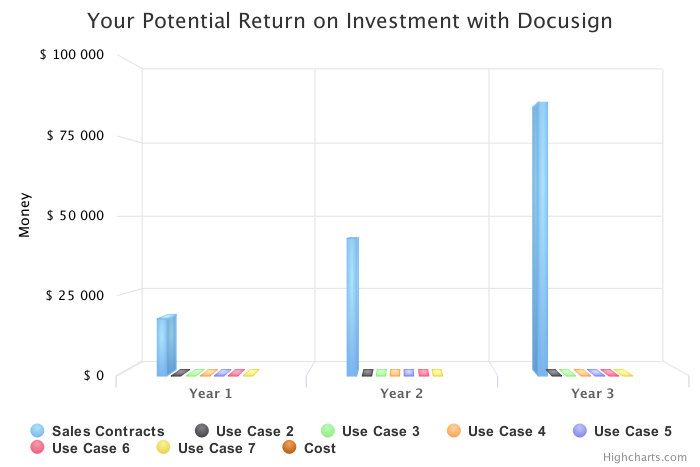 Your Potential Return on Investment with Docusign
$ 100 000
$ 75 000
$ 50 000
$ 25 000
$ 0
Money
Year 1
Year 2
Year 3
Sales Contracts
Use Case 2
Use Case 3
Use Case 4
Use Case 5
Use Case 6
Use Case 7
Cost
Highcharts.com